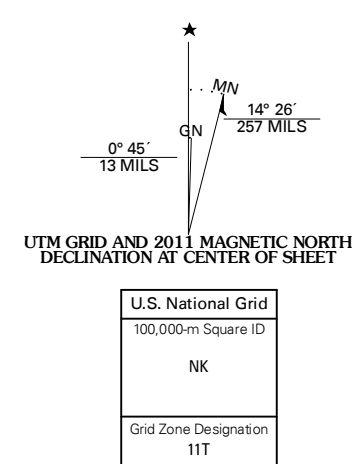 ★
MN
GN
14° 26´
257 MILS
0° 45´
13 MILS
UTM GRID AND 2011 MAGNETIC NORTH
DECLINATION AT CENTER OF SHEET
U.S. National Grid
100,000-m Square ID
NK
Grid Zone Designation
11T